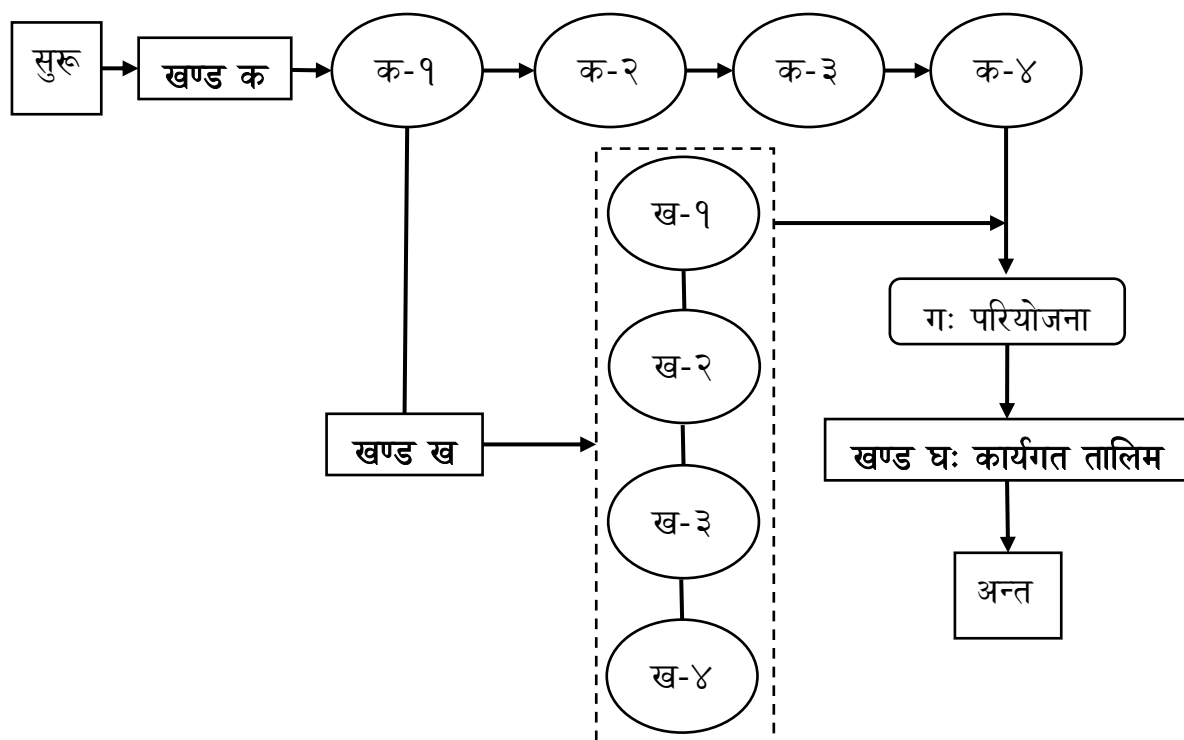 सुरू
खण्ड क
क-१
क-२
क-३
क-४
ख-१
ख-२
ख-३
ख-४
खण्ड ख
गः परियोजना
खण्ड घः कार्यगत तालिम
अन्त